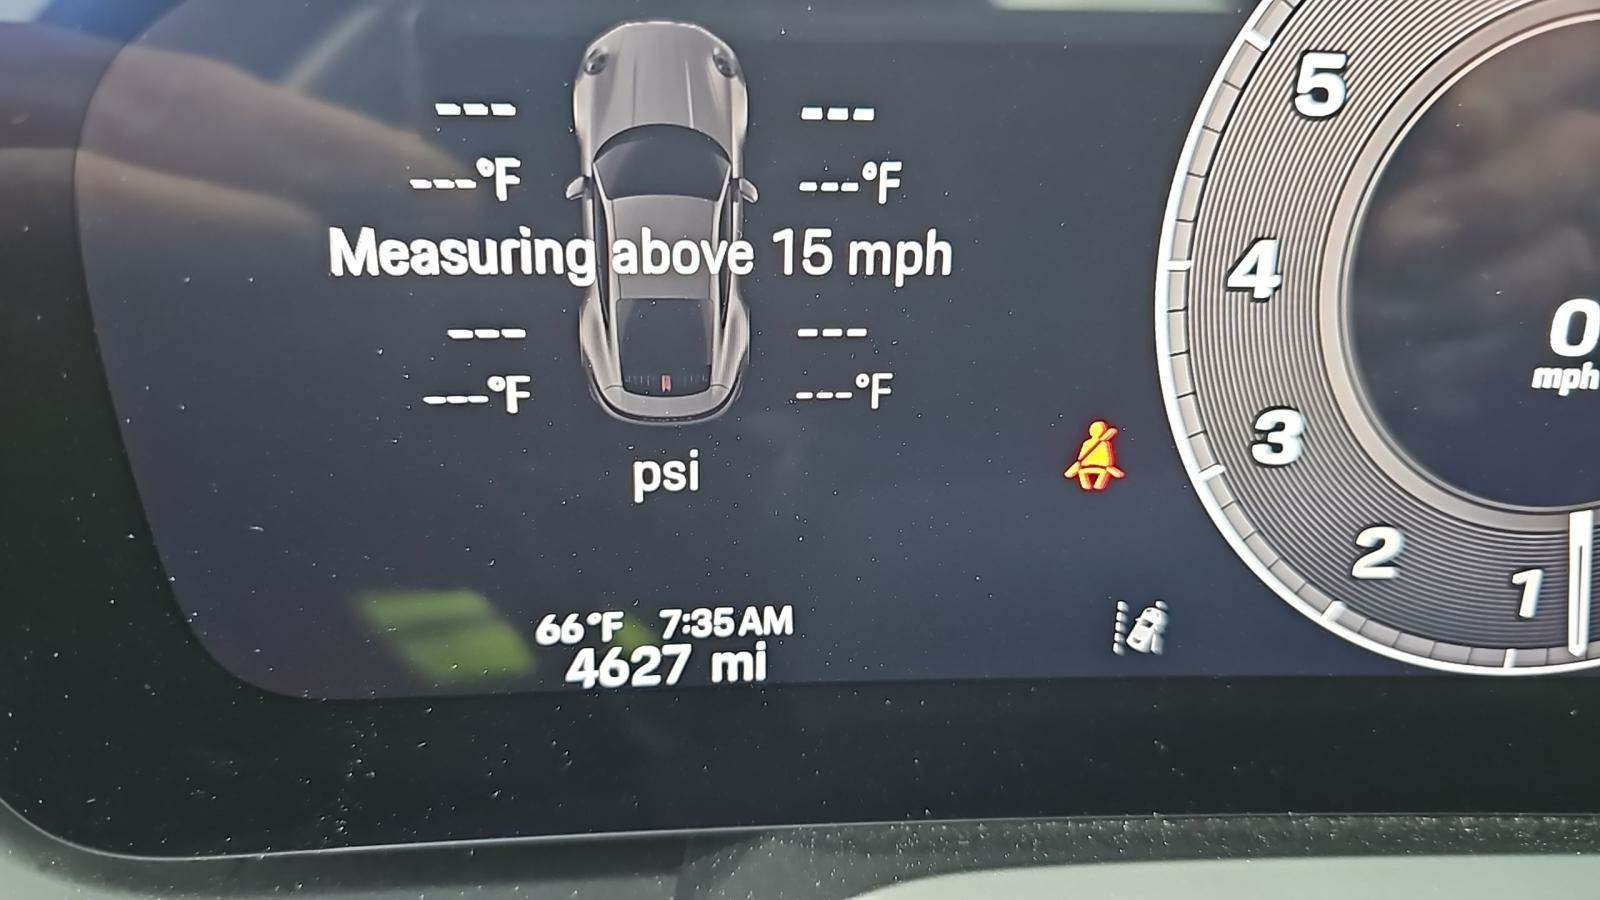 --- ---
---°F ---°F
Measuring above 15 mph
--- ---
---°F ---°F
psi
66°F 7:35AM
4627 mi
5
4
3
2
1
0
mph